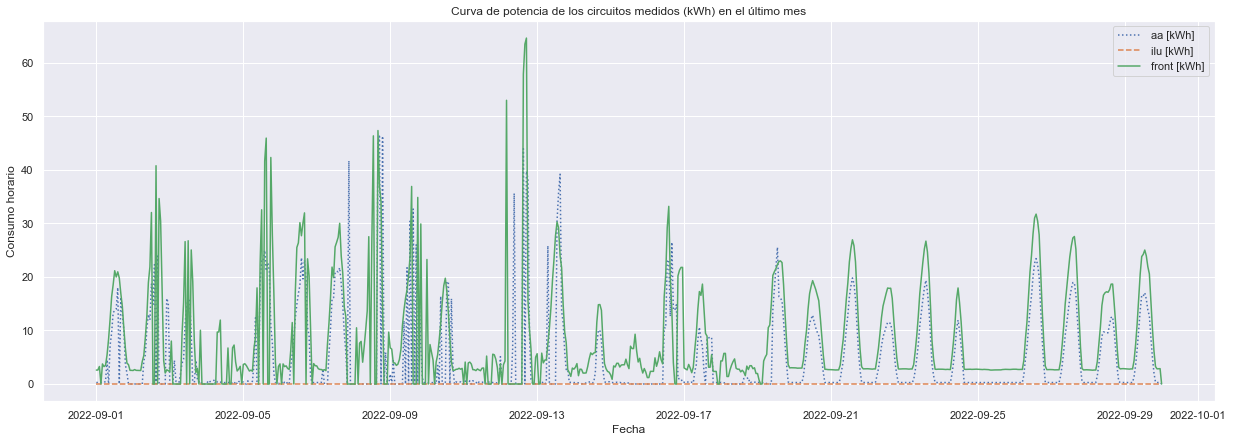 Curva de potencia de los circuitos medidos (kWh) en el último mes
aa [kWh]
ilu [kWh]
front [kWh]
Consumo horario
60
50
40
30
20
10
0
2022-09-01 2022-09-05 2022-09-09 2022-09-13 2022-09-17 2022-09-21 2022-09-25 2022-09-29 2022-10-01
Fecha